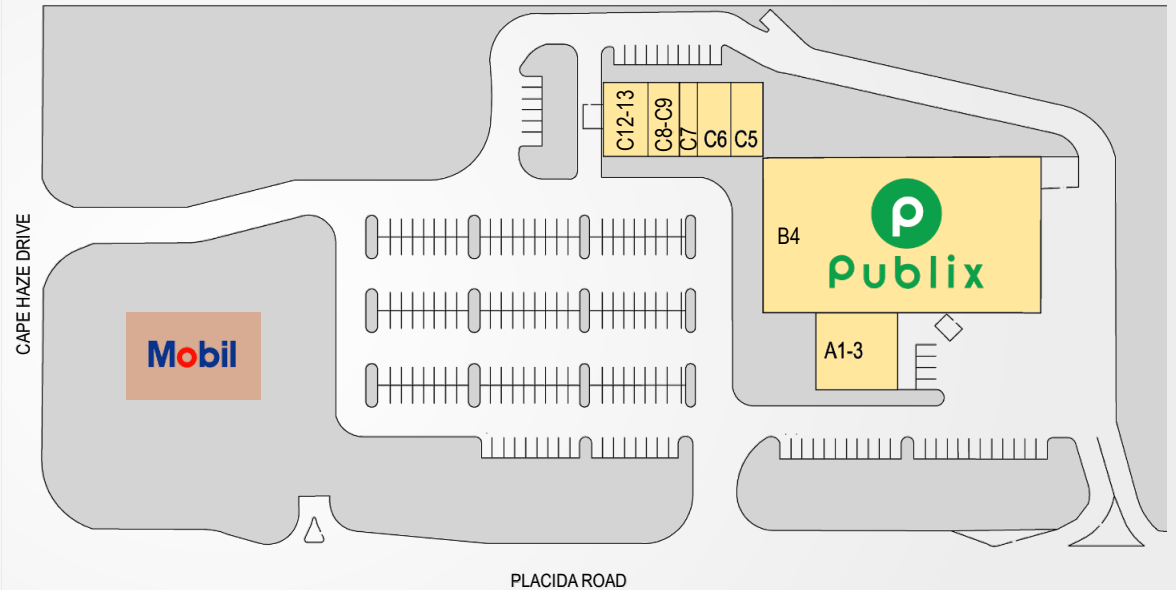 C12-13
C8-C9
C7
C6
C5
B4
Publix
A1-3
Mobil
CAPE HAZE DRIVE
PLACIDA ROAD